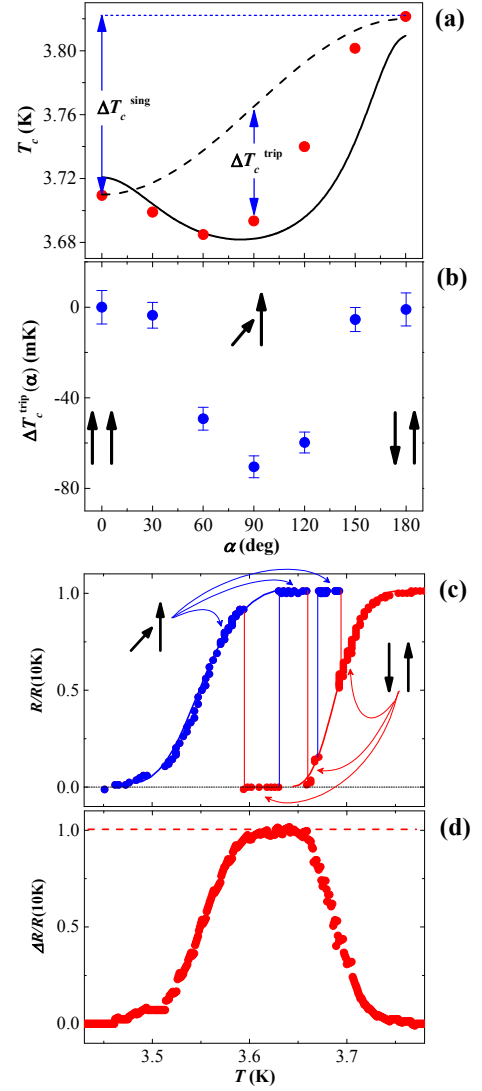 (a)
3.80
3.76
3.72
3.68
T_c (K)
ΔT_c^sing
ΔT_c^trip
(b)
0
-40
-80
ΔT_c^trip(α) (mK)
0 30 60 90 120 150 180
α (deg)
(c)
1.0
0.5
0.0
R/R(10K)
(d)
1.0
0.5
0.0
ΔR/R(10K)
3.5 3.6 3.7
T (K)